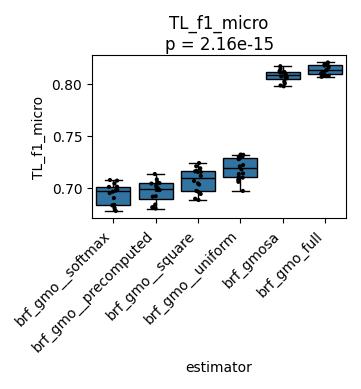 TL_f1_micro
p = 2.16e-15
TL_f1_micro
0.80
0.75
0.70
brf_gmo__softmax
brf_gmo__precomputed
brf_gmo__square
brf_gmo__uniform
brf_gmosa
brf_gmo_full
estimator